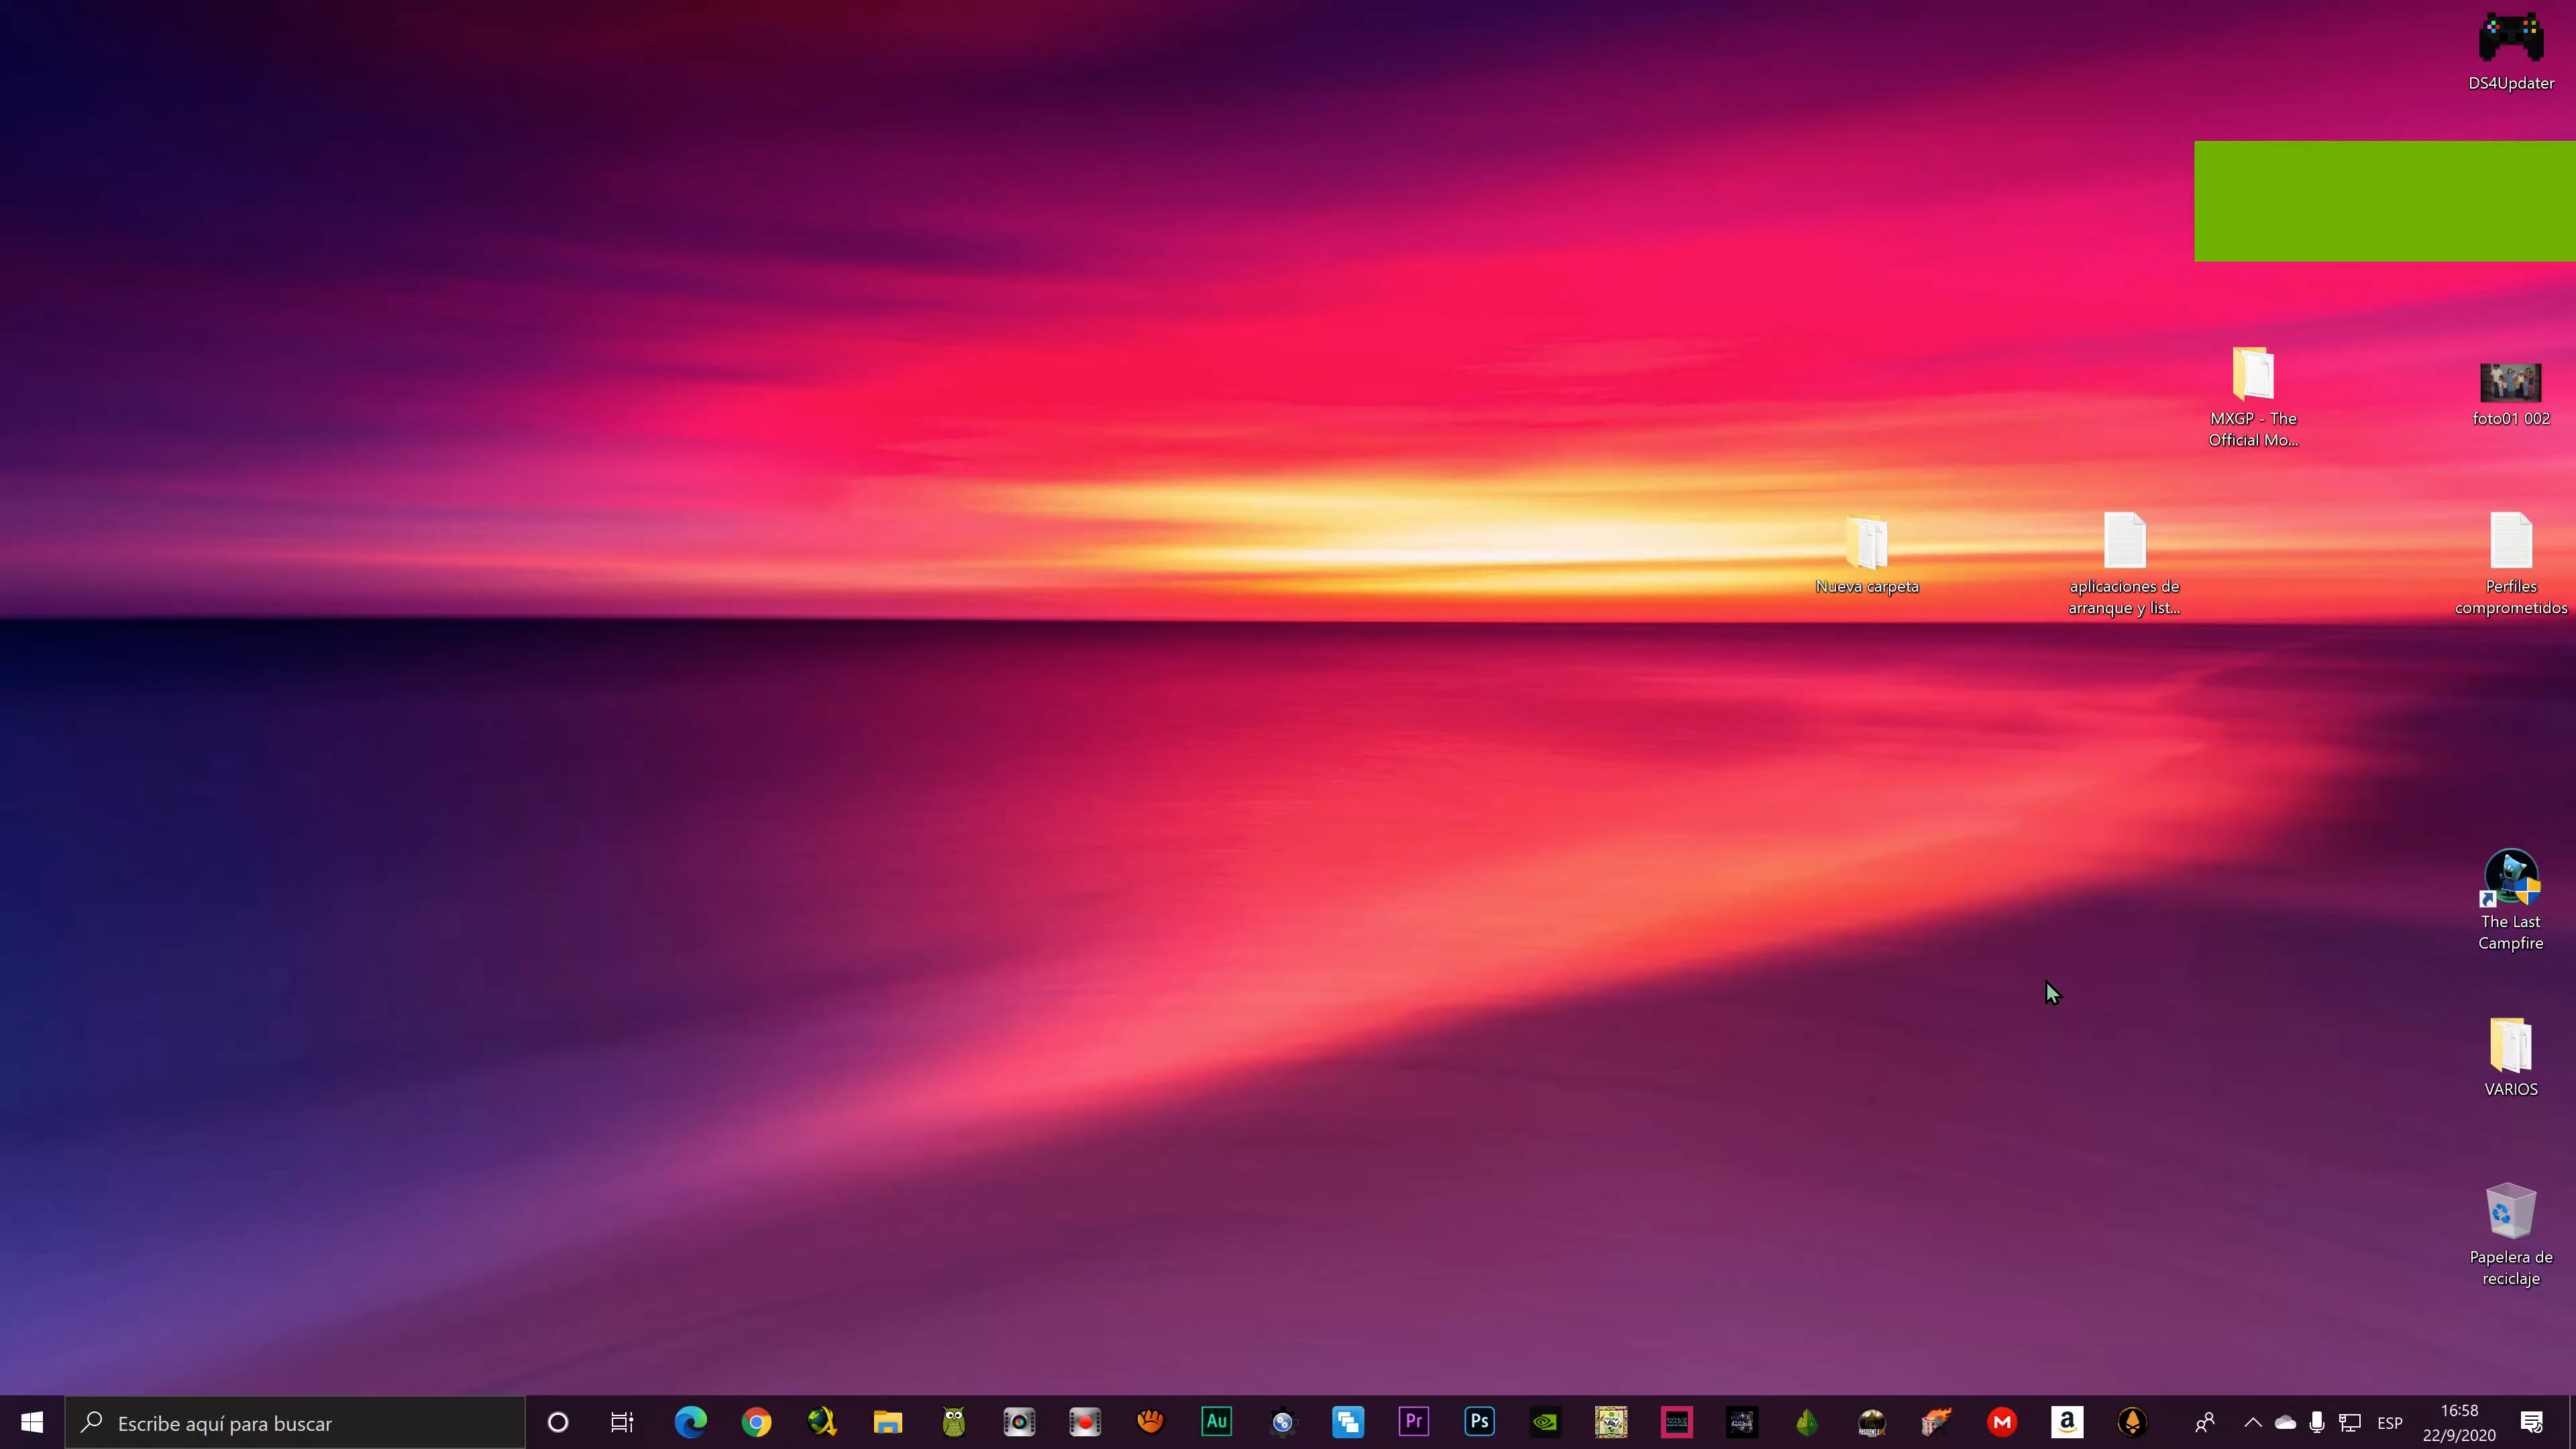 DS4Updater
MXGP - The
Official Mo...
foto01 002
Nueva carpeta
aplicaciones de
arranque y list...
Perfiles
comprometidos
The Last
Campfire
VARIOS
Papelera de
reciclaje
Escribe aquí para buscar
Au
Pr
Ps
M
a
ESP
16:58
22/9/2020